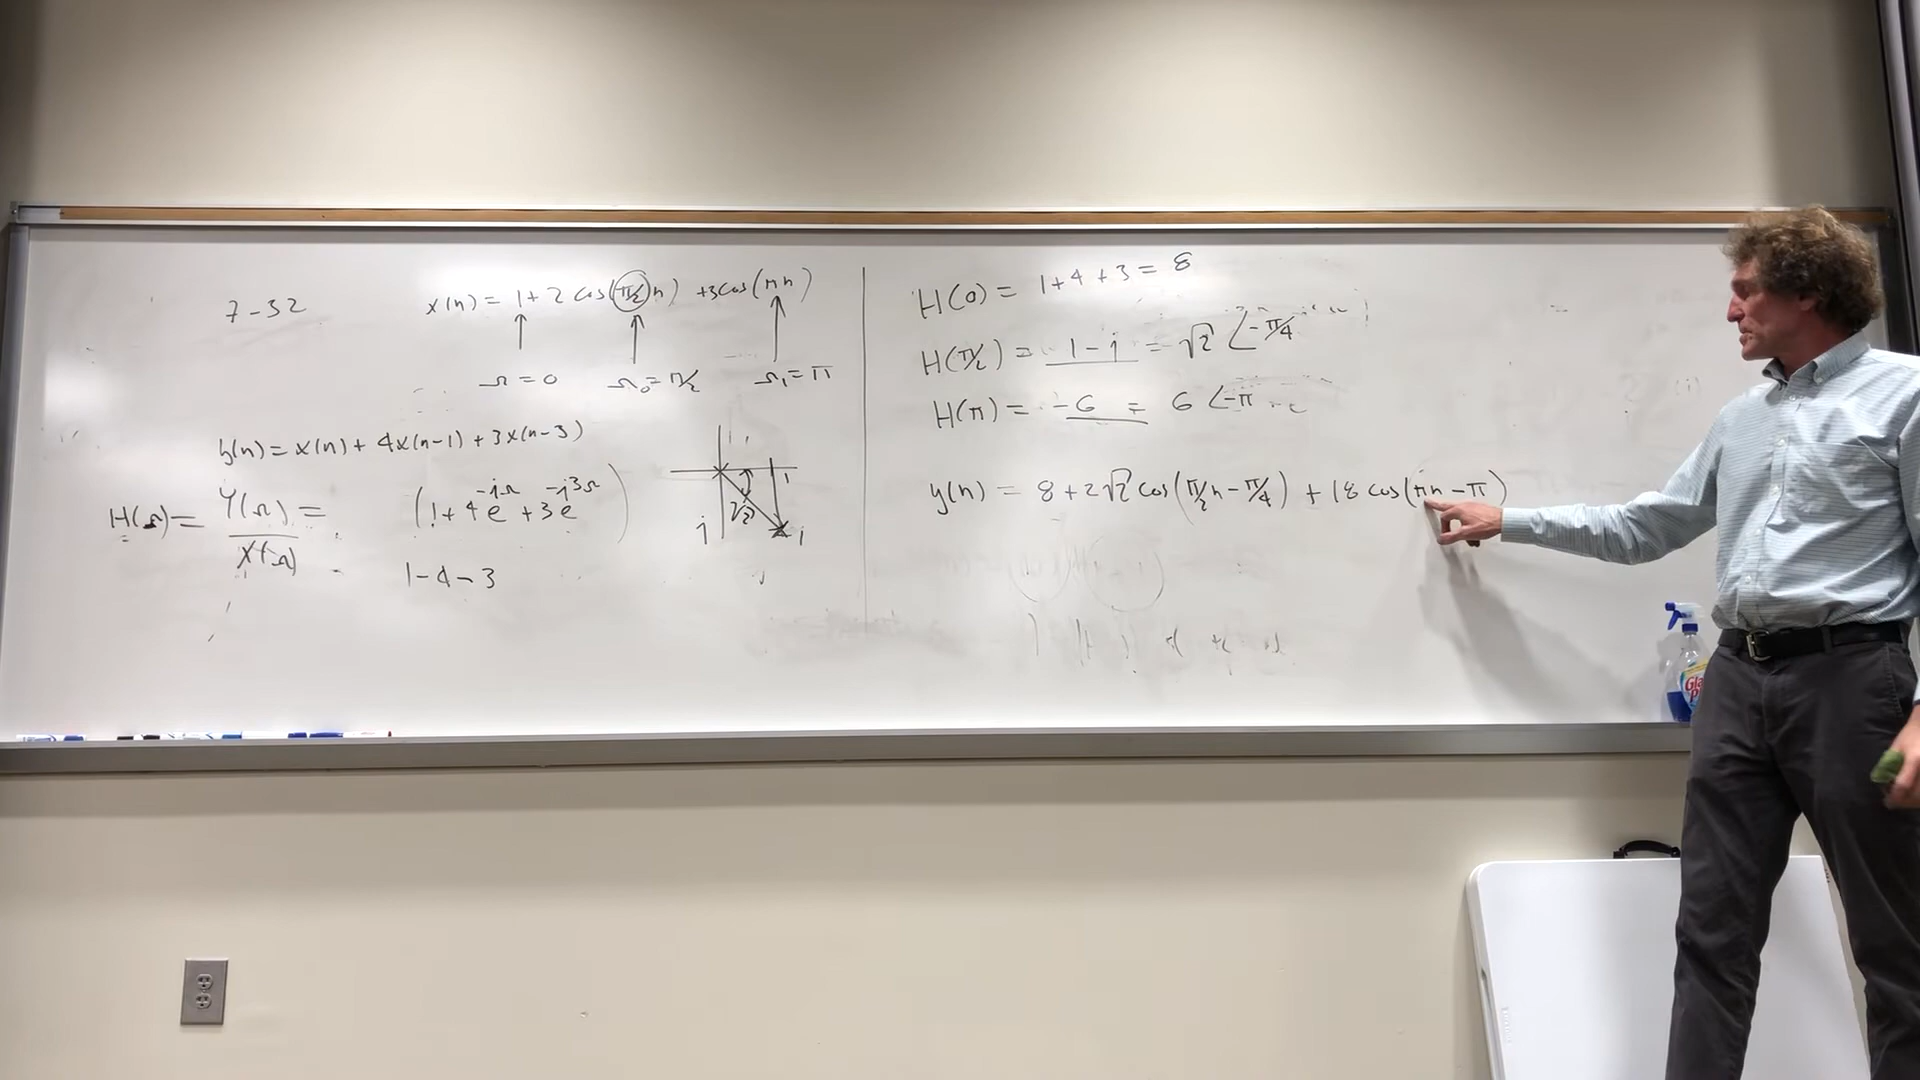 7-32
x(n) = 1 + 2 cos(π/2 n) + 3cos(πn)
Ω = 0
Ω₀ = π/2
Ω₁ = π
y(n) = x(n) + 4x(n-1) + 3x(n-3)
H(Ω) = Y(Ω)/X(Ω) = (1 + 4e^-jΩ + 3e^-j3Ω)
1 - 4 - 3
1
√2
j
1
H(0) = 1 + 4 + 3 = 8
H(π/2) = 1 - j = √2 ∠-π/4
H(π) = -6 = 6 ∠-π
y(n) = 8 + 2√2 cos(π/2 n - π/4) + 18 cos(πn - π)